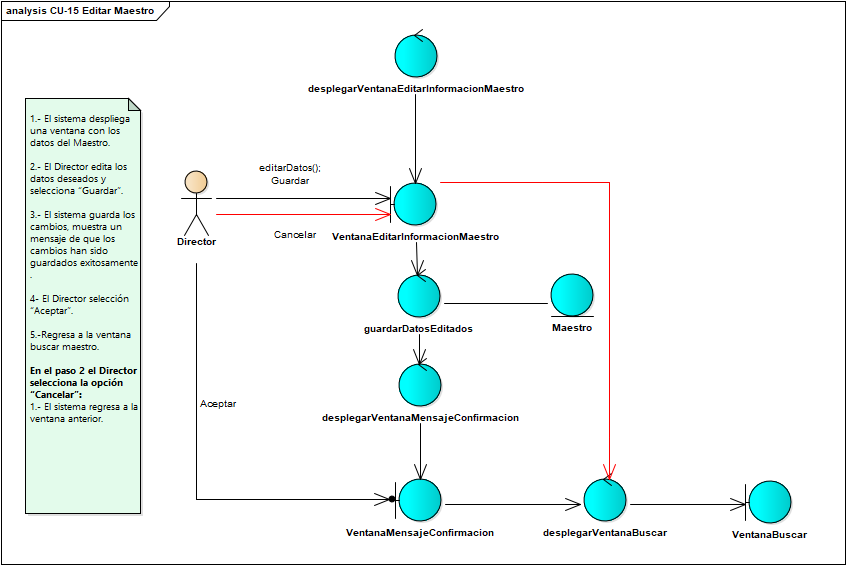 analysis CU-15 Editar Maestro
desplegarVentanaEditarInformacionMaestro
1.- El sistema despliega
una ventana con los
datos del Maestro.
2.- El Director edita los
datos deseados y
selecciona “Guardar”.
3.- El sistema guarda los
cambios, muestra un
mensaje de que los
cambios han sido
guardados exitosamente
.
4- El Director selección
“Aceptar”.
5.-Regresa a la ventana
buscar maestro.
En el paso 2 el Director
selecciona la opción
“Cancelar”:
1.- El sistema regresa a la
ventana anterior.
editarDatos();
Guardar
Cancelar
Director
VentanaEditarInformacionMaestro
guardarDatosEditados
Maestro
Aceptar
desplegarVentanaMensajeConfirmacion
VentanaMensajeConfirmacion
desplegarVentanaBuscar
VentanaBuscar